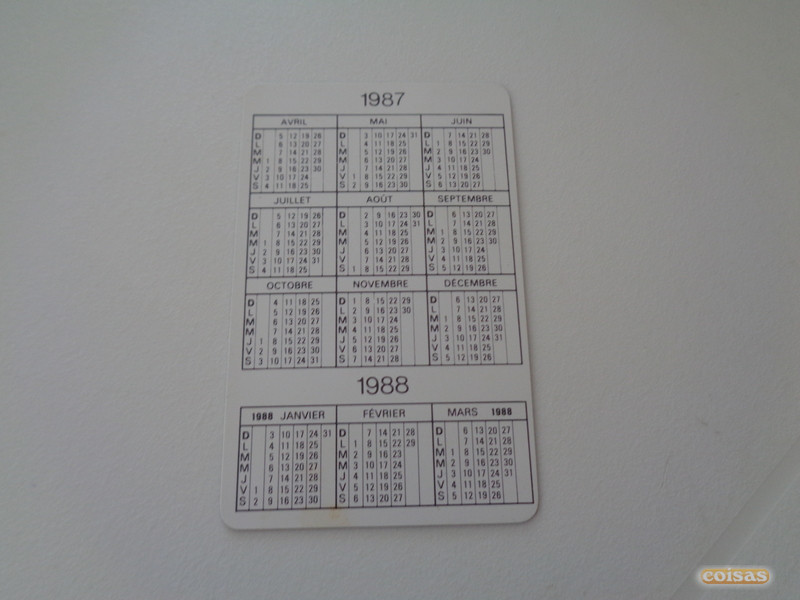 1987
AVRIL
D 5 12 19 26
L 6 13 20 27
M 7 14 21 28
M 1 8 15 22 29
J 2 9 16 23 30
V 3 10 17 24
S 4 11 18 25
MAI
D 3 10 17 24 31
L 4 11 18 25
M 5 12 19 26
M 6 13 20 27
J 7 14 21 28
V 1 8 15 22 29
S 2 9 16 23 30
JUIN
D 7 14 21 28
L 1 8 15 22 29
M 2 9 16 23 30
M 3 10 17 24
J 4 11 18 25
V 5 12 19 26
S 6 13 20 27
JUILLET
D 5 12 19 26
L 6 13 20 27
M 7 14 21 28
M 1 8 15 22 29
J 2 9 16 23 30
V 3 10 17 24 31
S 4 11 18 25
AOÛT
D 2 9 16 23 30
L 3 10 17 24 31
M 4 11 18 25
M 5 12 19 26
J 6 13 20 27
V 7 14 21 28
S 1 8 15 22 29
SEPTEMBRE
D 6 13 20 27
L 7 14 21 28
M 1 8 15 22 29
M 2 9 16 23 30
J 3 10 17 24
V 4 11 18 25
S 5 12 19 26
OCTOBRE
D 4 11 18 25
L 5 12 19 26
M 6 13 20 27
M 7 14 21 28
J 1 8 15 22 29
V 2 9 16 23 30
S 3 10 17 24 31
NOVEMBRE
D 1 8 15 22 29
L 2 9 16 23 30
M 3 10 17 24
M 4 11 18 25
J 5 12 19 26
V 6 13 20 27
S 7 14 21 28
DÉCEMBRE
D 6 13 20 27
L 7 14 21 28
M 1 8 15 22 29
M 2 9 16 23 30
J 3 10 17 24 31
V 4 11 18 25
S 5 12 19 26
1988
1988 JANVIER
D 3 10 17 24 31
L 4 11 18 25
M 5 12 19 26
M 6 13 20 27
J 7 14 21 28
V 1 8 15 22 29
S 2 9 16 23 30
FÉVRIER
D 7 14 21 28
L 1 8 15 22 29
M 2 9 16 23
M 3 10 17 24
J 4 11 18 25
V 5 12 19 26
S 6 13 20 27
MARS 1988
D 6 13 20 27
L 7 14 21 28
M 1 8 15 22 29
M 2 9 16 23 30
J 3 10 17 24 31
V 4 11 18 25
S 5 12 19 26
coisas